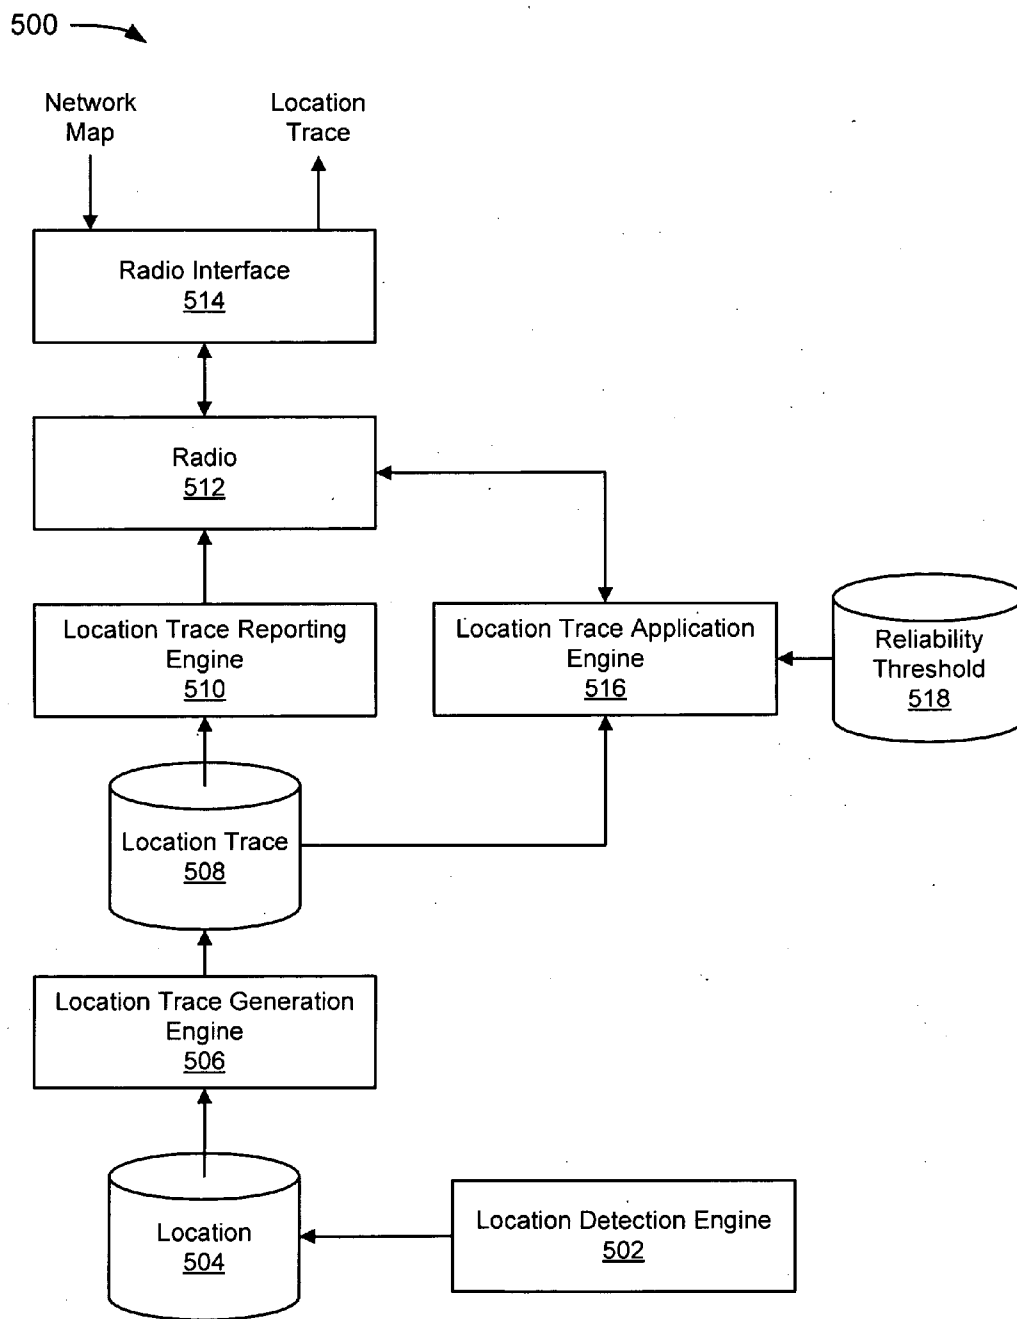 500
Network
Map
Location
Trace
Radio Interface
514
Radio
512
Location Trace Reporting
Engine
510
Location Trace Application
Engine
516
Reliability
Threshold
518
Location Trace
508
Location Trace Generation
Engine
506
Location
504
Location Detection Engine
502